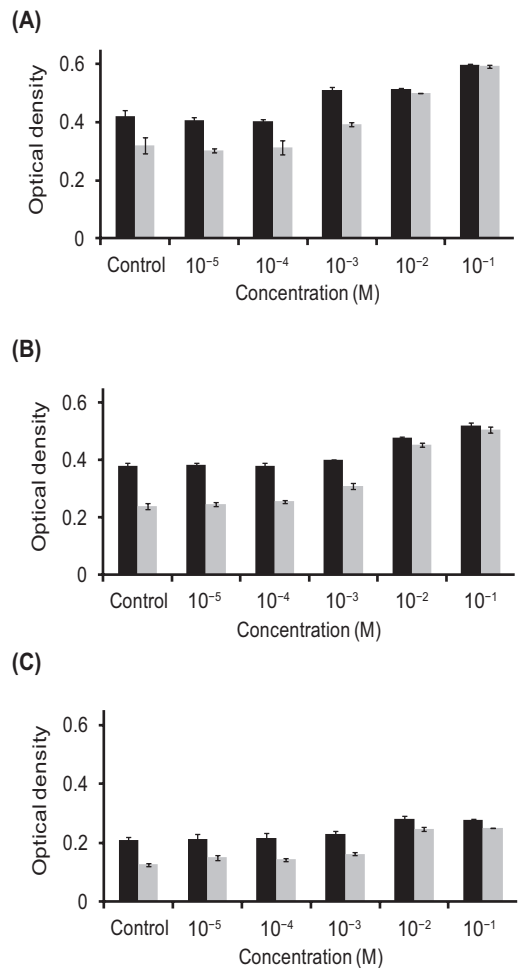 (A)
Optical density
0.6
0.4
0.2
0
Control 10⁻⁵ 10⁻⁴ 10⁻³ 10⁻² 10⁻¹
Concentration (M)
(B)
Optical density
0.6
0.4
0.2
0
Control 10⁻⁵ 10⁻⁴ 10⁻³ 10⁻² 10⁻¹
Concentration (M)
(C)
Optical density
0.6
0.4
0.2
0
Control 10⁻⁵ 10⁻⁴ 10⁻³ 10⁻² 10⁻¹
Concentration (M)